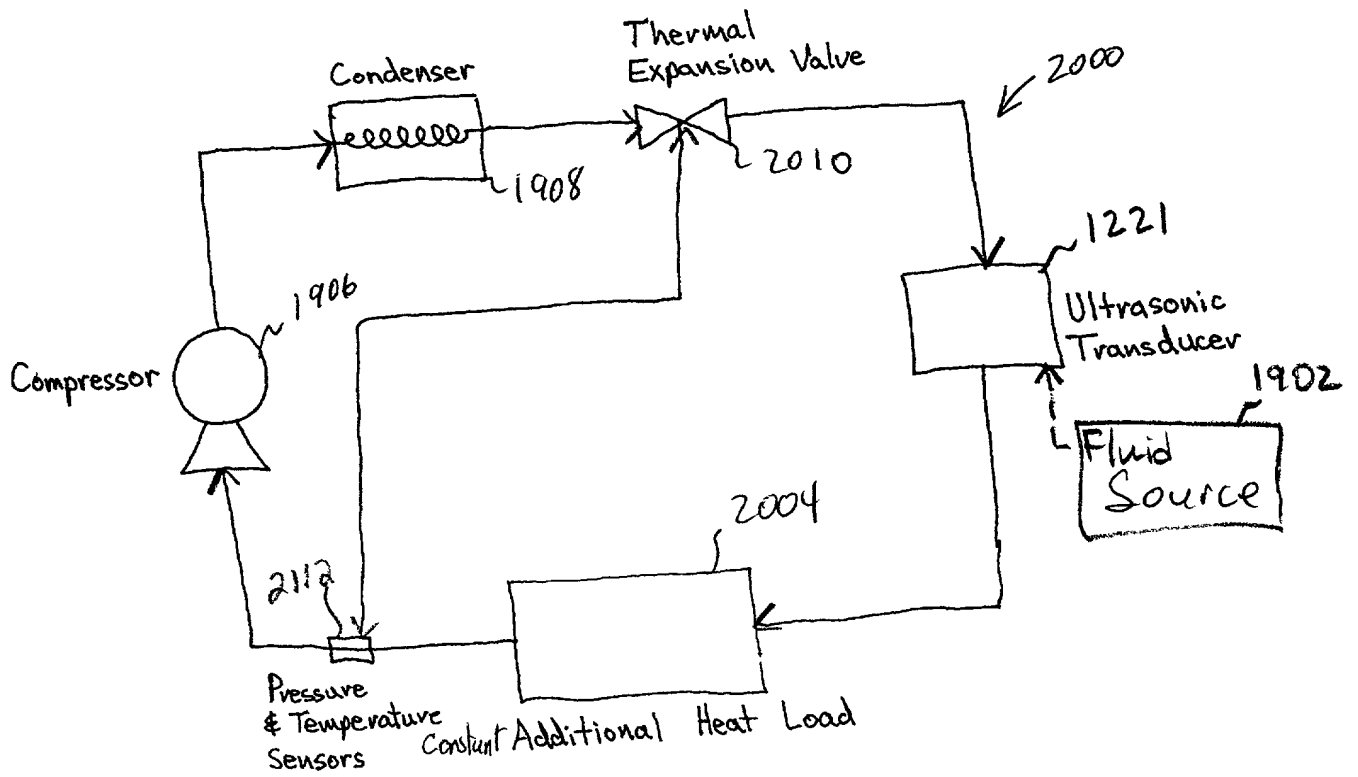 Thermal
Expansion Valve
2000
Condenser
1908
2010
1221
Ultrasonic
Transducer
1906
Compressor
1902
Fluid
Source
2004
2112
Pressure
& Temperature
Sensors
Constant Additional Heat Load